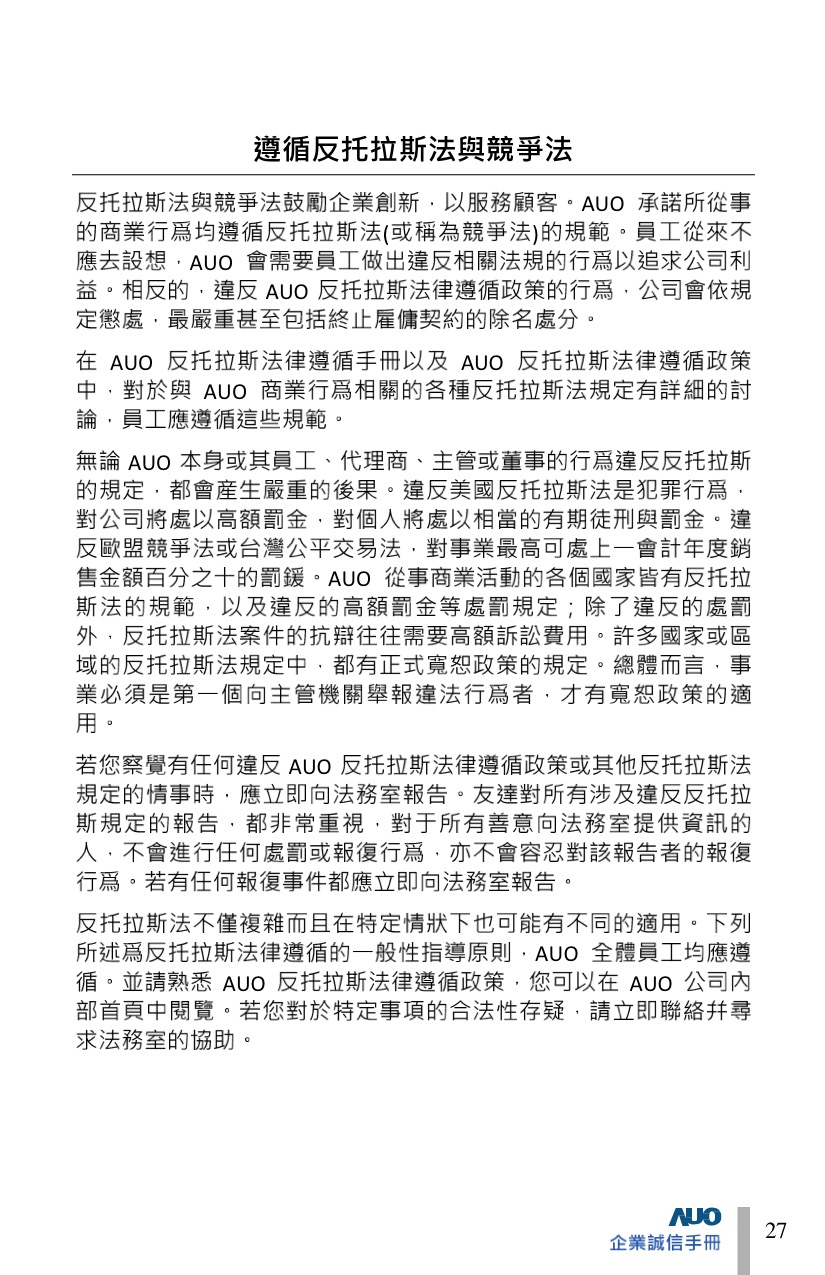 遵循反托拉斯法與競爭法
反托拉斯法與競爭法鼓勵企業創新，以服務顧客。AUO 承諾所從事
的商業行爲均遵循反托拉斯法(或稱為競爭法)的規範。員工從來不
應去設想，AUO 會需要員工做出違反相關法規的行爲以追求公司利
益。相反的，違反 AUO 反托拉斯法律遵循政策的行爲，公司會依規
定懲處，最嚴重甚至包括終止雇傭契約的除名處分。
在 AUO 反托拉斯法律遵循手冊以及 AUO 反托拉斯法律遵循政策
中，對於與 AUO 商業行爲相關的各種反托拉斯法規定有詳細的討
論，員工應遵循這些規範。
無論 AUO 本身或其員工、代理商、主管或董事的行爲違反反托拉斯
的規定，都會產生嚴重的後果。違反美國反托拉斯法是犯罪行爲，
對公司將處以高額罰金，對個人將處以相當的有期徒刑與罰金。違
反歐盟競爭法或台灣公平交易法，對事業最高可處上一會計年度銷
售金額百分之十的罰鍰。AUO 從事商業活動的各個國家皆有反托拉
斯法的規範，以及違反的高額罰金等處罰規定；除了違反的處罰
外，反托拉斯法案件的抗辯往往需要高額訴訟費用。許多國家或區
域的反托拉斯法規定中，都有正式寬恕政策的規定。總體而言，事
業必須是第一個向主管機關舉報違法行爲者，才有寬恕政策的適
用。
若您察覺有任何違反 AUO 反托拉斯法律遵循政策或其他反托拉斯法
規定的情事時，應立即向法務室報告。友達對所有涉及違反反托拉
斯規定的報告，都非常重視，對于所有善意向法務室提供資訊的
人，不會進行任何處罰或報復行爲，亦不會容忍對該報告者的報復
行爲。若有任何報復事件都應立即向法務室報告。
反托拉斯法不僅複雜而且在特定情狀下也可能有不同的適用。下列
所述爲反托拉斯法律遵循的一般性指導原則，AUO 全體員工均應遵
循。並請熟悉 AUO 反托拉斯法律遵循政策，您可以在 AUO 公司內
部首頁中閱覽。若您對於特定事項的合法性存疑，請立即聯絡幷尋
求法務室的協助。
AUO
企業誠信手冊
27